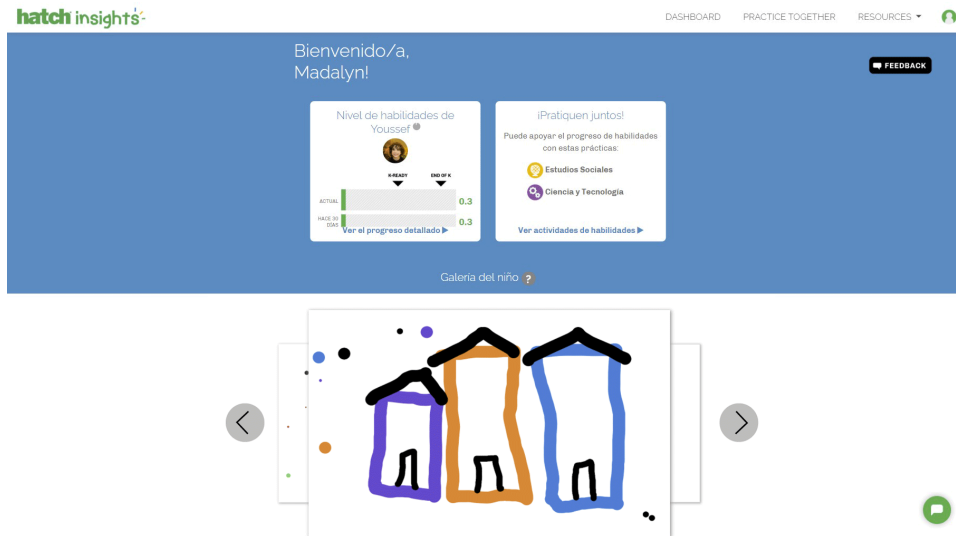 hatch insights
DASHBOARD PRACTICE TOGETHER RESOURCES
Bienvenido/a,
Madalyn!
FEEDBACK
Nivel de habilidades de
Youssef
K-READY END OF K
ACTUAL 0.3
HACE 30
DÍAS 0.3
Ver el progreso detallado
¡Pratiquen juntos!
Puede apoyar el progreso de habilidades
con estas prácticas:
Estudios Sociales
Ciencia y Tecnología
Ver actividades de habilidades
Galería del niño ?